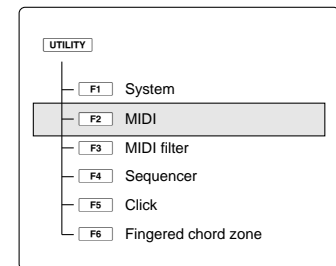 UTILITY
F1 System
F2 MIDI
F3 MIDI filter
F4 Sequencer
F5 Click
F6 Fingered chord zone